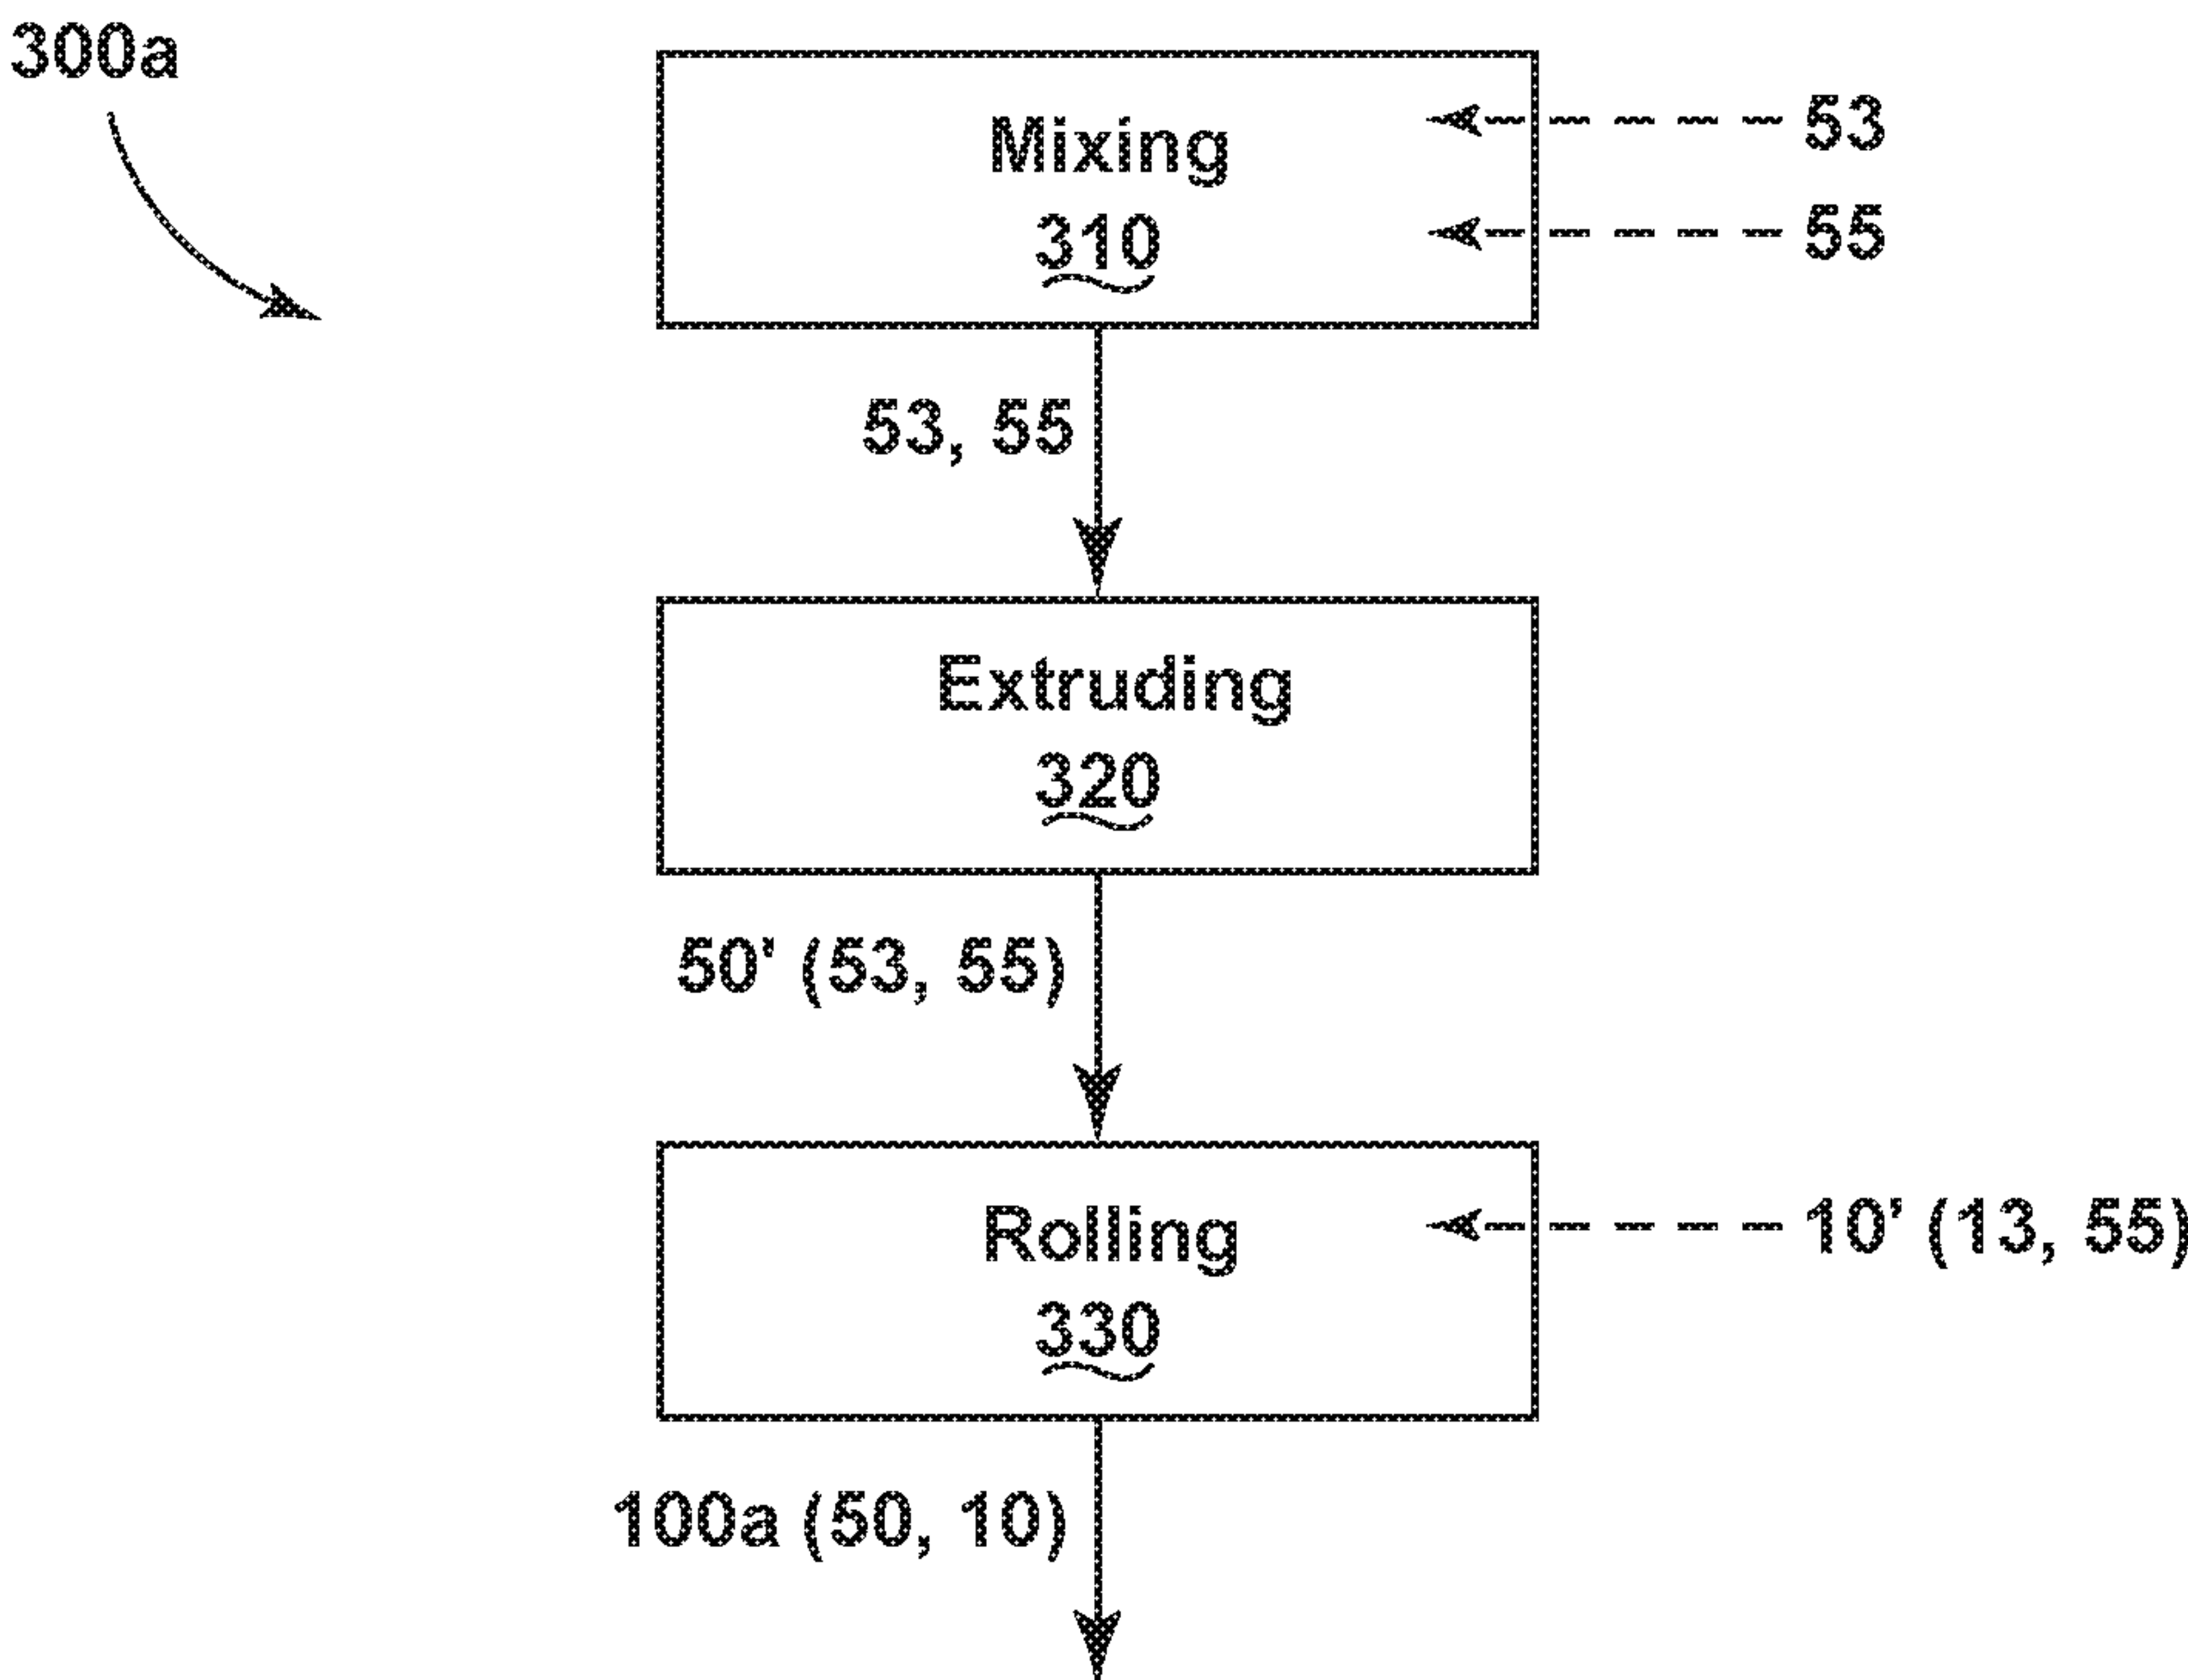 300a
Mixing
310
53
55
53, 55
Extruding
320
50' (53, 55)
Rolling
330
10' (13, 55)
100a (50, 10)